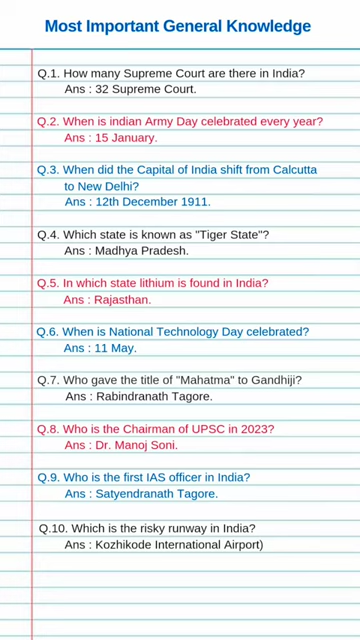 Most Important General Knowledge
Q.1. How many Supreme Court are there in India?
Ans : 32 Supreme Court.
Q.2. When is indian Army Day celebrated every year?
Ans : 15 January.
Q.3. When did the Capital of India shift from Calcutta
to New Delhi?
Ans : 12th December 1911.
Q.4. Which state is known as "Tiger State"?
Ans : Madhya Pradesh.
Q.5. In which state lithium is found in India?
Ans : Rajasthan.
Q.6. When is National Technology Day celebrated?
Ans : 11 May.
Q.7. Who gave the title of "Mahatma" to Gandhiji?
Ans : Rabindranath Tagore.
Q.8. Who is the Chairman of UPSC in 2023?
Ans : Dr. Manoj Soni.
Q.9. Who is the first IAS officer in India?
Ans : Satyendranath Tagore.
Q.10. Which is the risky runway in India?
Ans : Kozhikode International Airport)